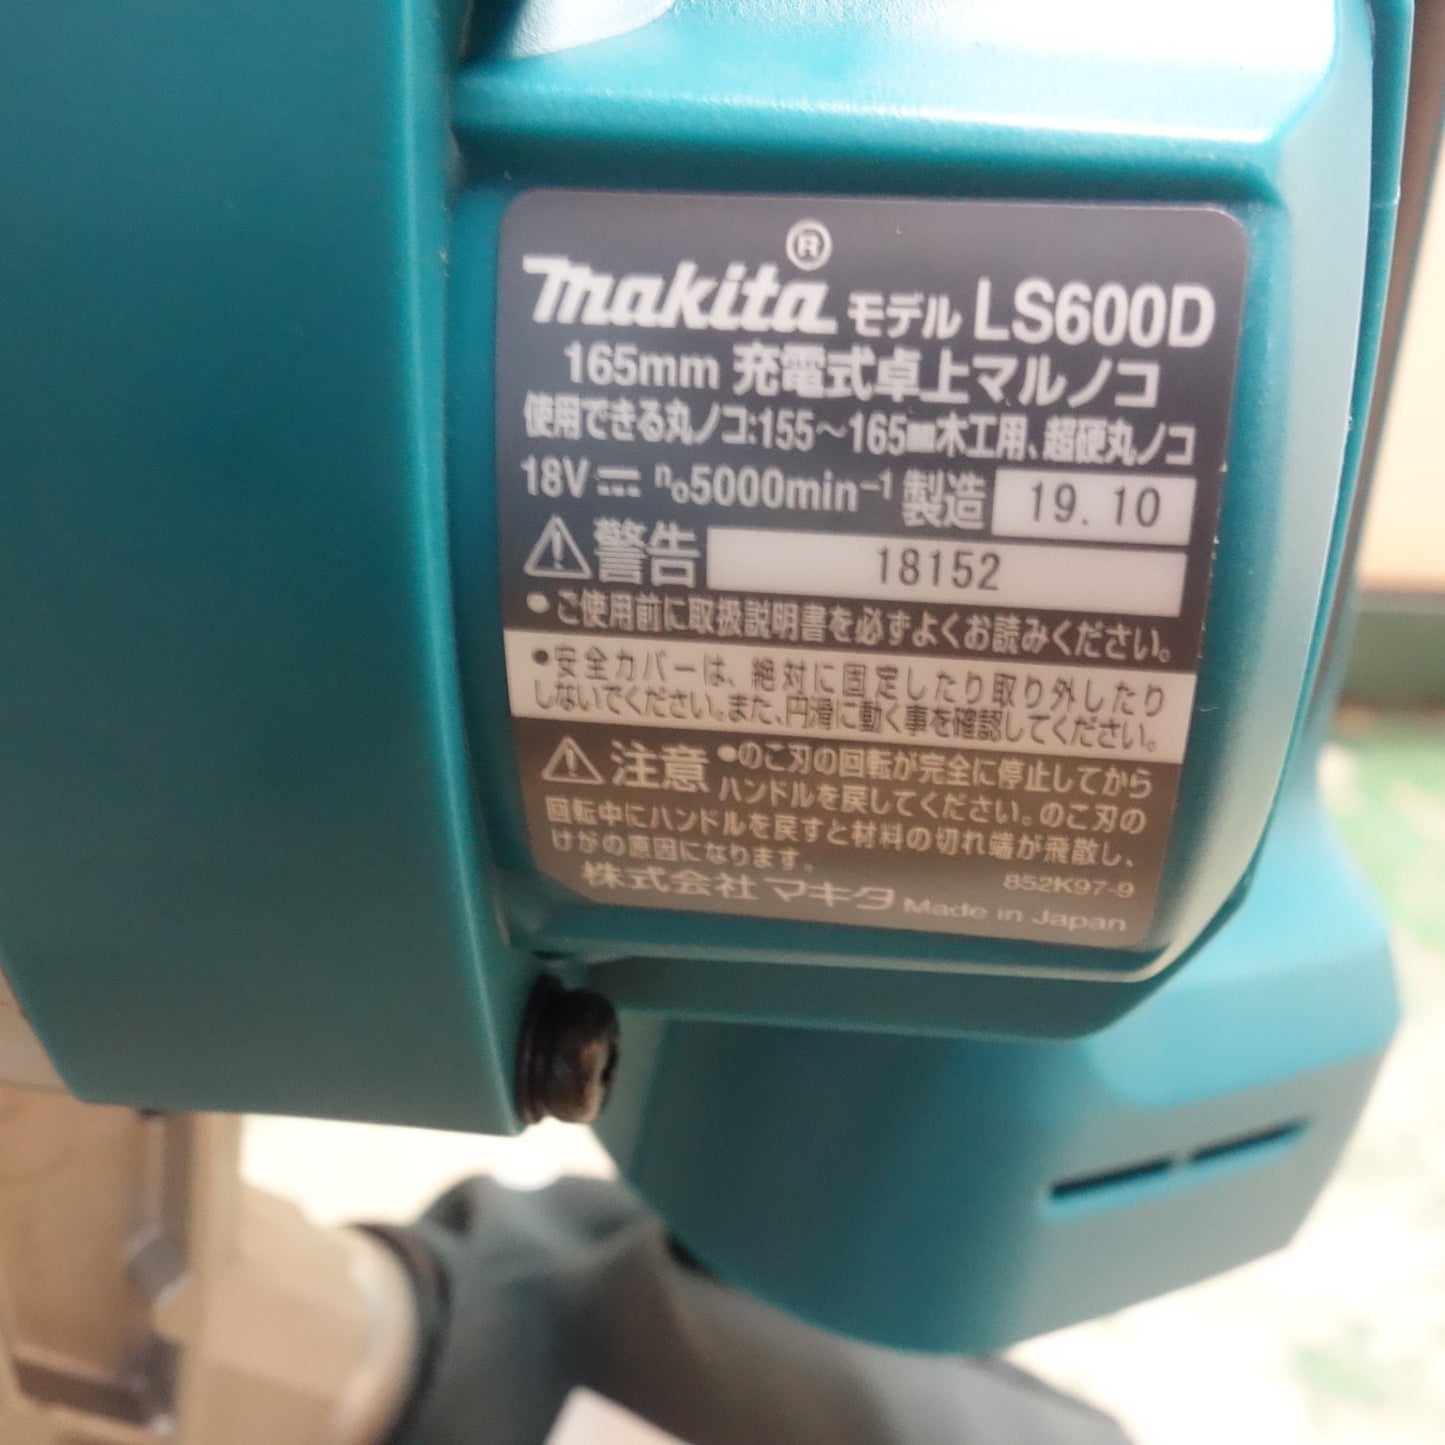 makita® モデル LS600D
165mm 充電式卓上マルノコ
使用できる丸ノコ:155～165㎜木工用、超硬丸ノコ
18V⎓ n₀5000min⁻¹ 製造 19.10
⚠警告 18152
●ご使用前に取扱説明書を必ずよくお読みください。
●安全カバーは、絶対に固定したり取り外したり
しないでください。また、円滑に動く事を確認してください。
⚠注意 ●のこ刃の回転が完全に停止してから
ハンドルを戻してください。のこ刃の
回転中にハンドルを戻すと材料の切れ端が飛散し、
けがの原因になります。
852K97-9
株式会社 マキタ Made in Japan